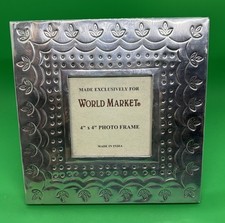 MADE EXCLUSIVELY FOR
WORLD MARKET®
4" x 4" PHOTO FRAME
MADE IN INDIA